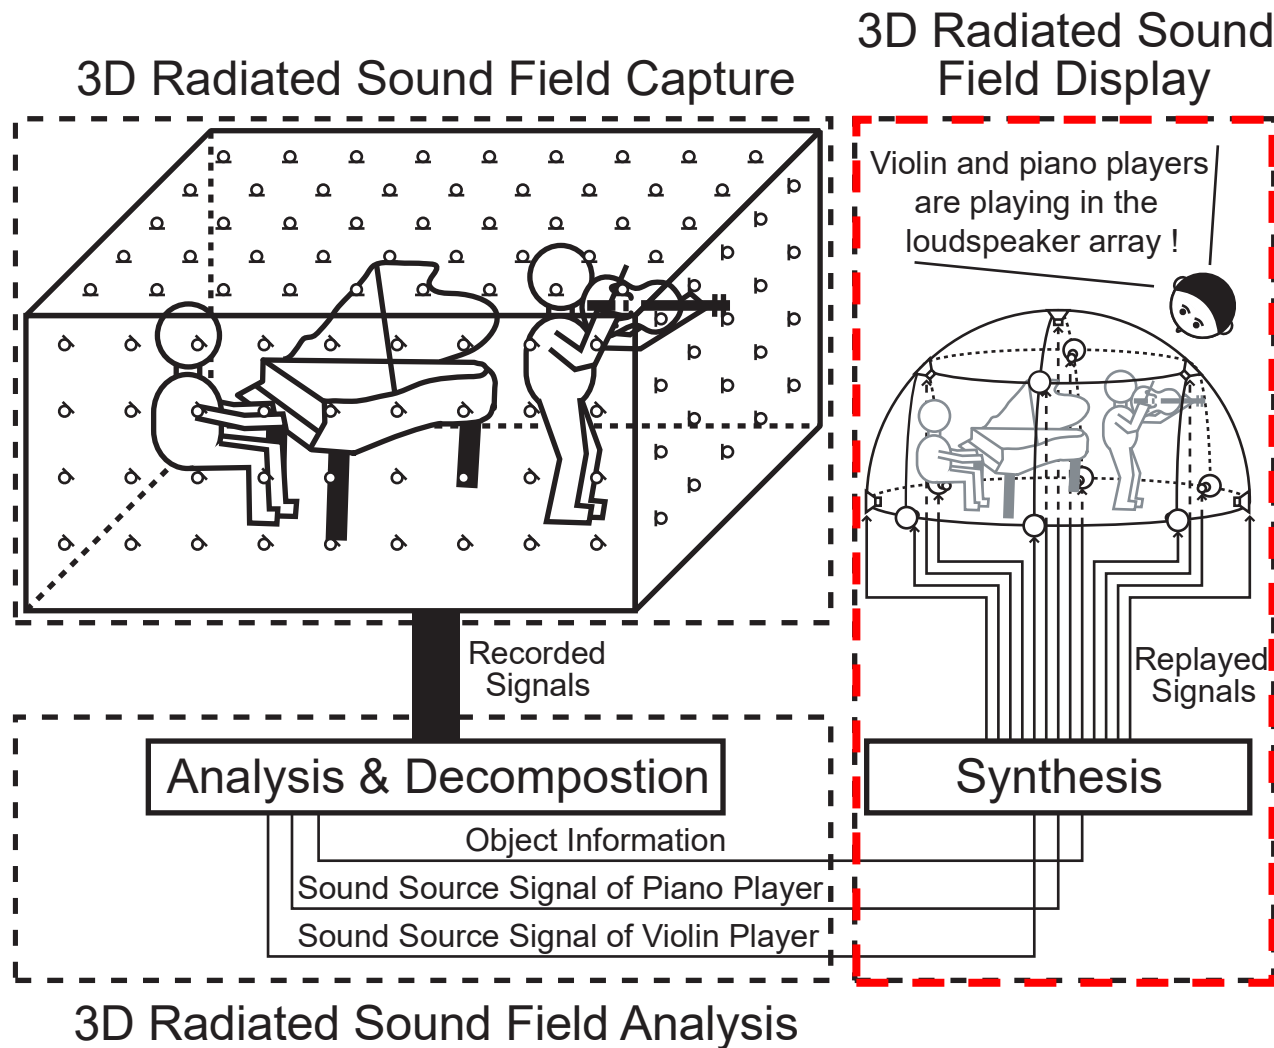 3D Radiated Sound Field Capture
3D Radiated Sound
Field Display
Violin and piano players
are playing in the
loudspeaker array !
Recorded
Signals
Replayed
Signals
Analysis & Decompostion
Synthesis
Object Information
Sound Source Signal of Piano Player
Sound Source Signal of Violin Player
3D Radiated Sound Field Analysis